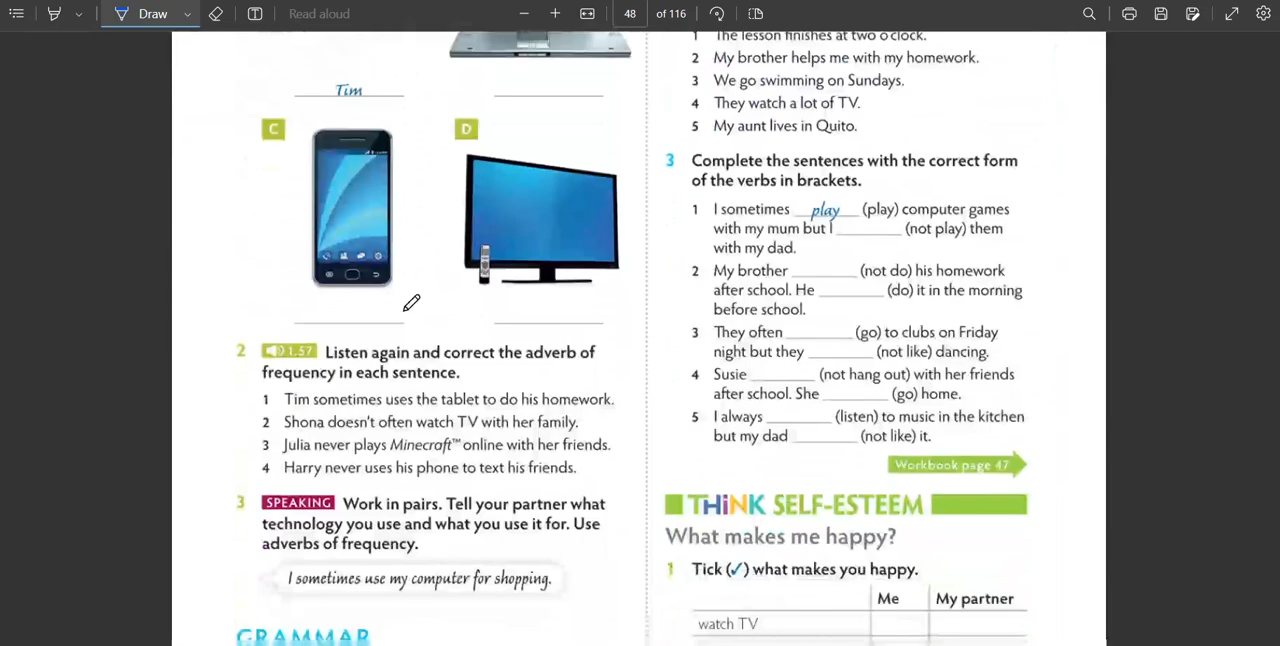 Draw
Read aloud
48 of 116
Tim
C
D
2 1.57 Listen again and correct the adverb of
frequency in each sentence.
1 Tim sometimes uses the tablet to do his homework.
2 Shona doesn't often watch TV with her family.
3 Julia never plays Minecraft™ online with her friends.
4 Harry never uses his phone to text his friends.
3 SPEAKING Work in pairs. Tell your partner what
technology you use and what you use it for. Use
adverbs of frequency.
I sometimes use my computer for shopping.
GRAMMAR
1 The lesson finishes at two o'clock.
2 My brother helps me with my homework.
3 We go swimming on Sundays.
4 They watch a lot of TV.
5 My aunt lives in Quito.
3 Complete the sentences with the correct form
of the verbs in brackets.
1 I sometimes play (play) computer games
with my mum but I ________ (not play) them
with my dad.
2 My brother ________ (not do) his homework
after school. He ________ (do) it in the morning
before school.
3 They often ________ (go) to clubs on Friday
night but they ________ (not like) dancing.
4 Susie ________ (not hang out) with her friends
after school. She ________ (go) home.
5 I always ________ (listen) to music in the kitchen
but my dad ________ (not like) it.
Workbook page 47
THiNK SELF-ESTEEM
What makes me happy?
1 Tick (✓) what makes you happy.
Me My partner
watch TV